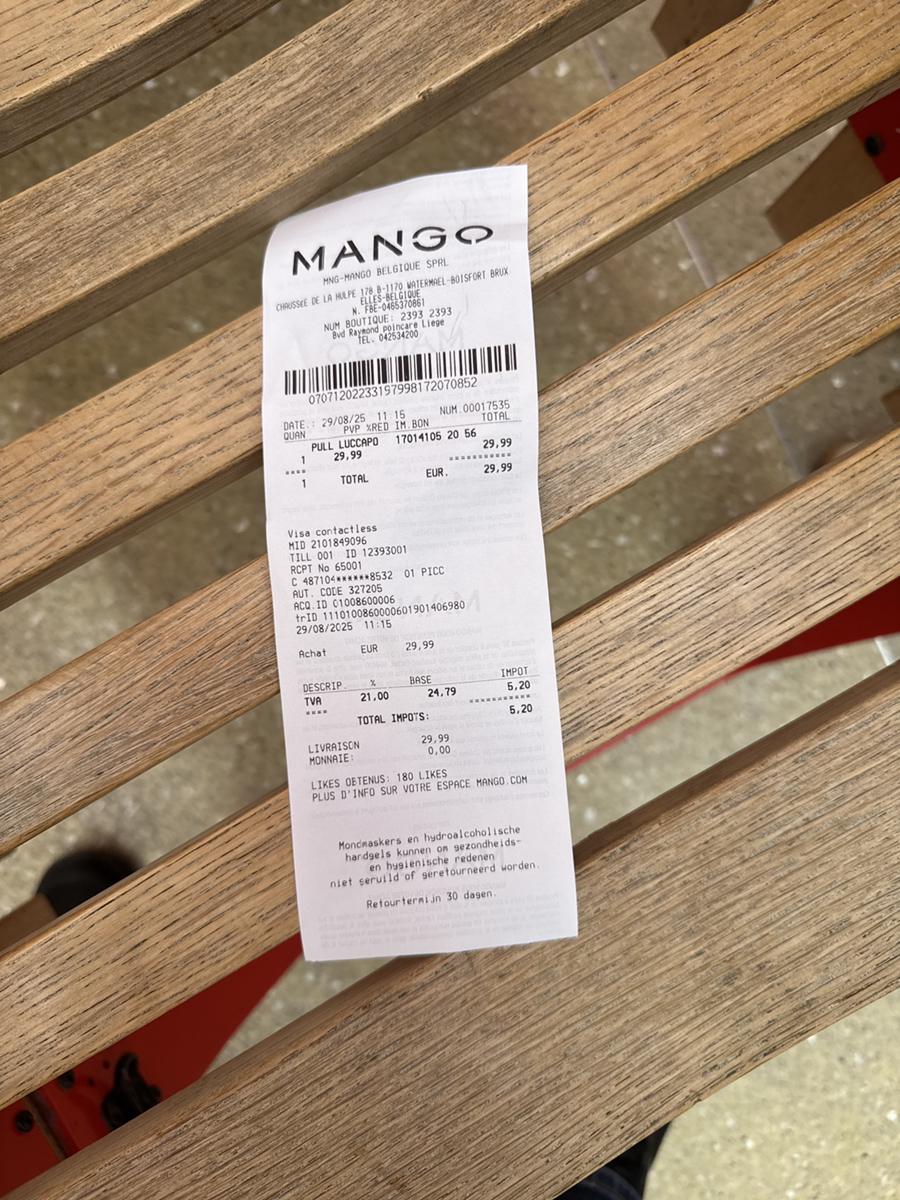 MANGO
MNG-MANGO BELGIQUE SPRL
CHAUSSEE DE LA HULPE 178 B-1170 WATERMAEL-BOISFORT BRUX
ELLES-BELGIQUE
N. FBE-0465370861
NUM BOUTIQUE: 2393 2393
Bvd Raymond poincare Liege
TEL. 042534200
07071202233197998172070852
DATE.: 29/08/25 11 15 NUM.00017535
QUAN PVP %RED IM.BON TOTAL
PULL LUCCAPO 17014105 20 56
1 29,99 29,99
==== ===========
1 TOTAL EUR. 29,99
Visa contactless
MID 2101849096
TILL 001 ID 12393001
RCPT No 65001
C 487104******8532 01 PICC
AUT. CODE 327205
ACQ.ID 01008600006
trID 1110100860000601901406980
29/08/2025 11:15
Achat EUR 29,99
DESCRIP. % BASE IMPOT
TVA 21,00 24,79 5,20
==== ===========
TOTAL IMPOTS: 5,20
LIVRAISON 29,99
MONNAIE: 0,00
LIKES OBTENUS: 180 LIKES
PLUS D'INFO SUR VOTRE ESPACE MANGO.COM
Mondmaskers en hydroalcoholische
handgels kunnen om gezondheids-
en hygienische redenen
niet geruild of geretourneerd worden.
Retourtermijn 30 dagen.